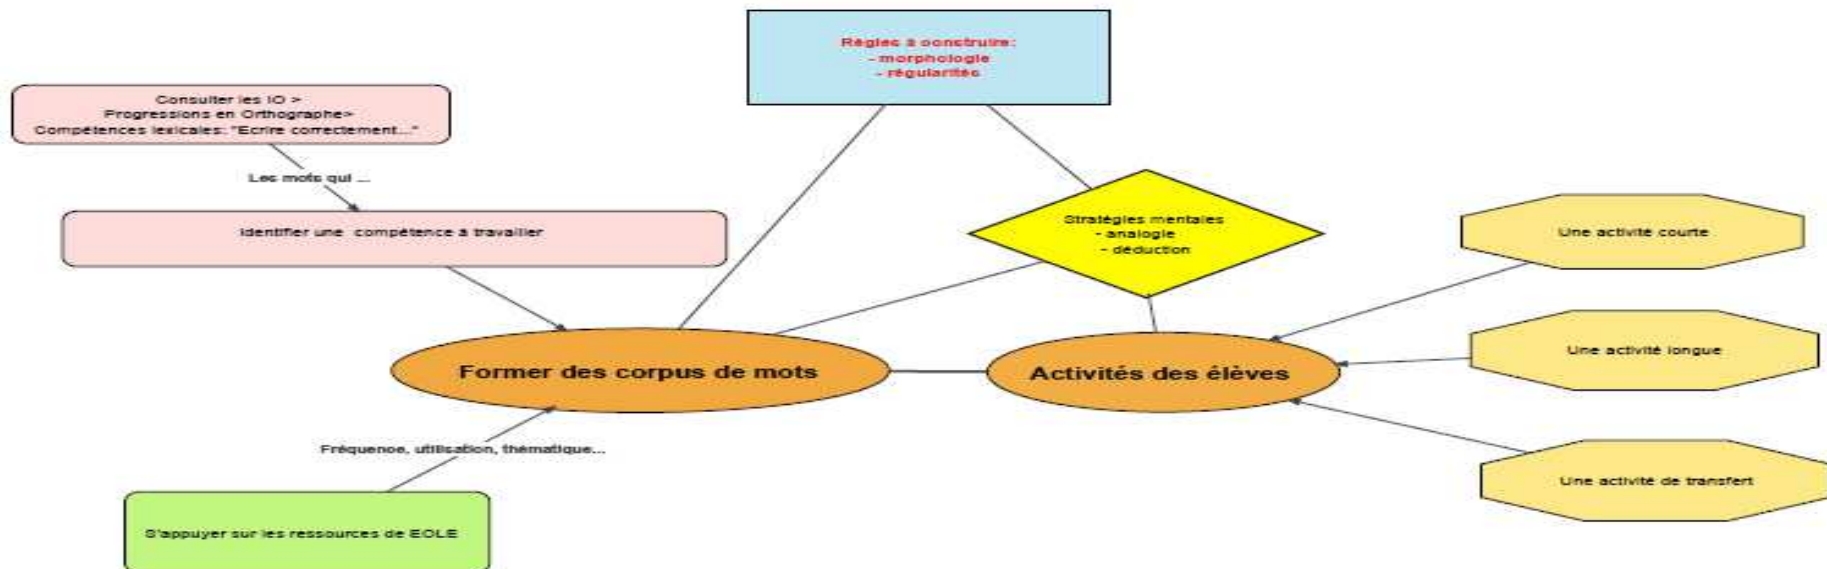 Règles à construire:
- morphologie
- régularités
Consulter les IO >
Progressions en Orthographe>
Compétences lexicales: "Ecrire correctement..."
Les mots qui ...
Identifier une compétence à travailler
Stratégies mentales
- analogie
- déduction
Une activité courte
Une activité longue
Former des corpus de mots
Activités des élèves
Fréquence, utilisation, thématique...
Une activité de transfert
S'appuyer sur les ressources de EOLE